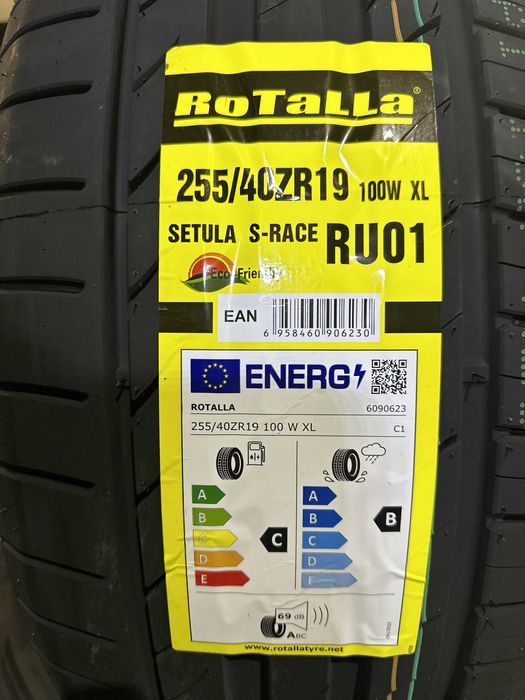 RoTaLLa®
255/40ZR19 100W XL
SETULA S-RACE RU01
Eco-Friendly
EAN
6 958460 906230
ENERG
ROTALLA 6090623
255/40ZR19 100 W XL C1
A A
B B B
C C C
D D
E E
69 dB
ABC
www.rotallatyre.net